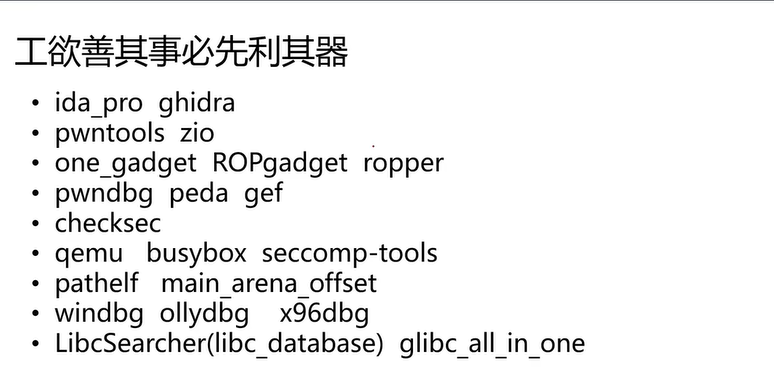 工欲善其事必先利其器
• ida_pro ghidra
• pwntools zio
• one_gadget ROPgadget ropper
• pwndbg peda gef
• checksec
• qemu busybox seccomp-tools
• pathelf main_arena_offset
• windbg ollydbg x96dbg
• LibcSearcher(libc_database) glibc_all_in_one